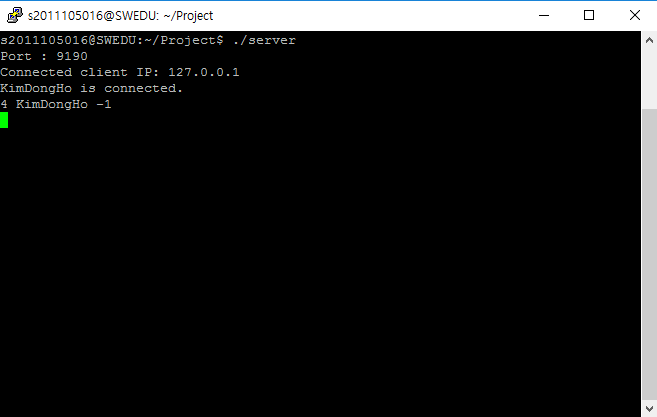 s2011105016@SWEDU: ~/Project
s2011105016@SWEDU:~/Project$ ./server
Port : 9190
Connected client IP: 127.0.0.1
KimDongHo is connected.
4 KimDongHo -1